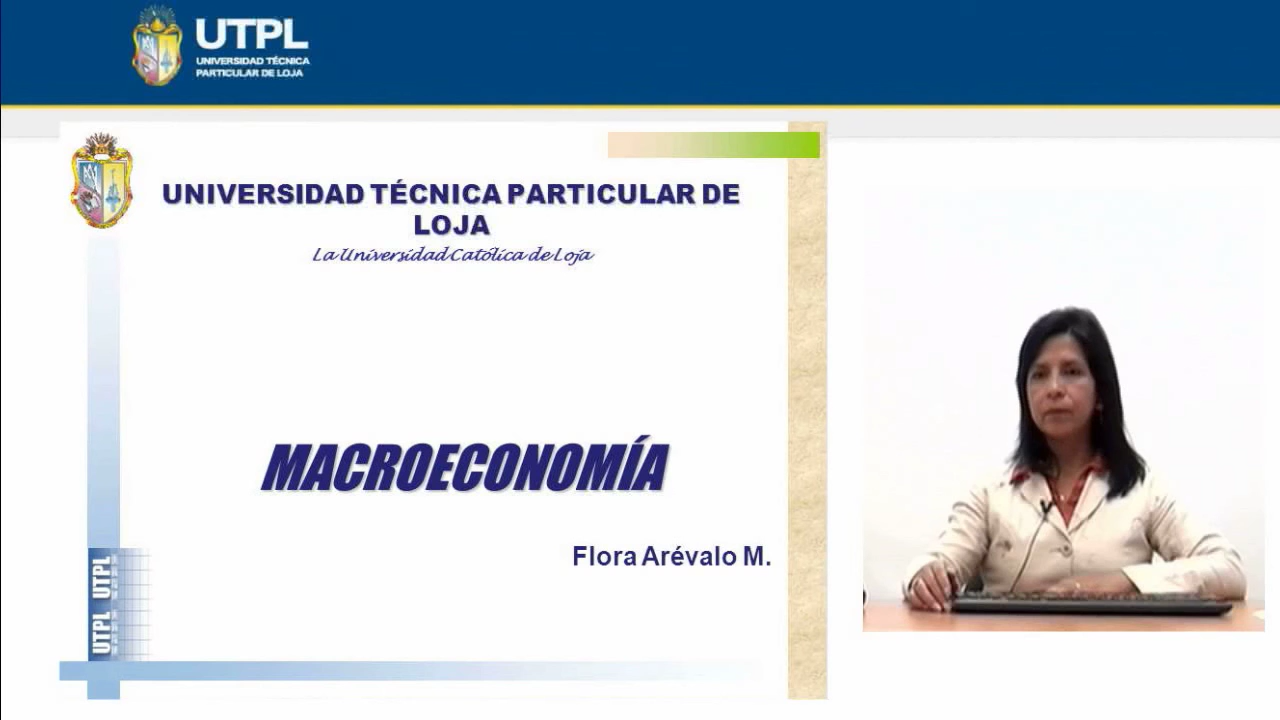 UTPL
UNIVERSIDAD TÉCNICA
PARTICULAR DE LOJA
UNIVERSIDAD TÉCNICA PARTICULAR DE
LOJA
La Universidad Católica de Loja
MACROECONOMÍA
Flora Arévalo M.
UTPL UTPL